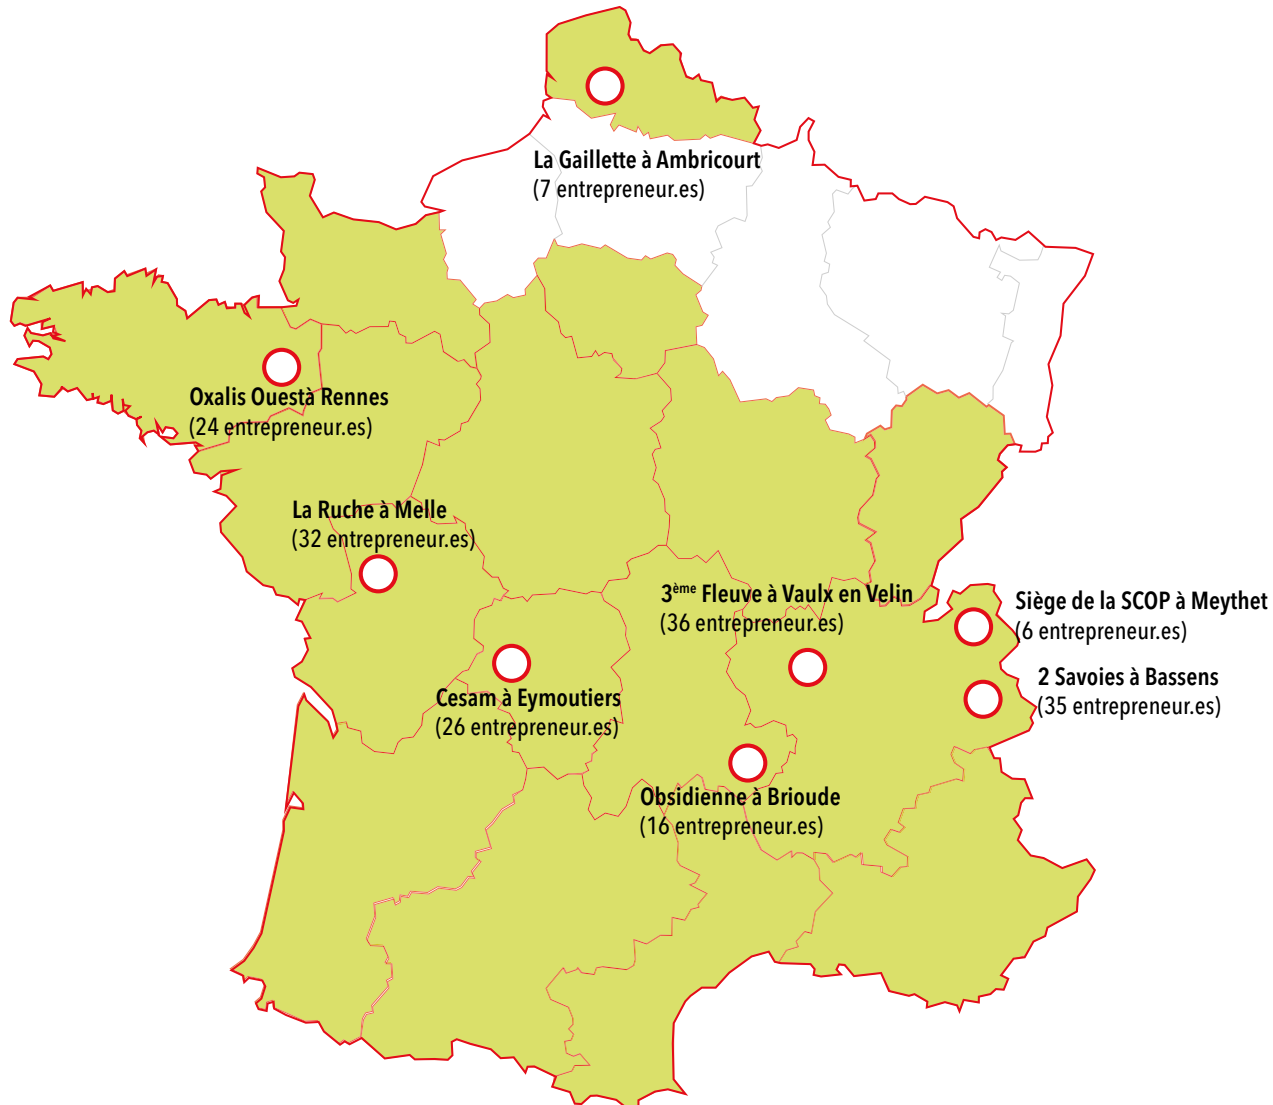 La Gaillette à Ambricourt
(7 entrepreneur.es)
Oxalis Ouestà Rennes
(24 entrepreneur.es)
La Ruche à Melle
(32 entrepreneur.es)
3ème Fleuve à Vaulx en Velin
(36 entrepreneur.es)
Siège de la SCOP à Meythet
(6 entrepreneur.es)
2 Savoies à Bassens
(35 entrepreneur.es)
Cesam à Eymoutiers
(26 entrepreneur.es)
Obsidienne à Brioude
(16 entrepreneur.es)